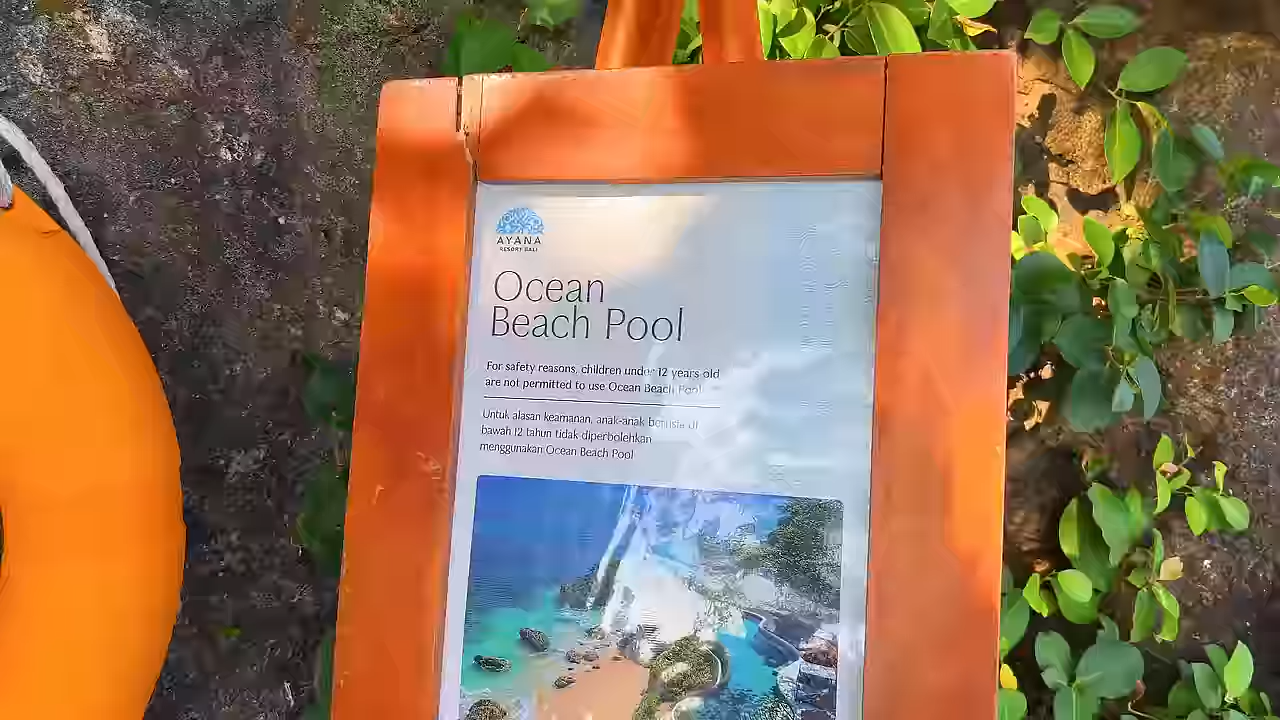 AYANA
RESORT BALI
Ocean
Beach Pool
For safety reasons, children under 12 years old
are not permitted to use Ocean Beach Pool
Untuk alasan keamanan, anak-anak berusia di
bawah 12 tahun tidak diperbolehkan
menggunakan Ocean Beach Pool